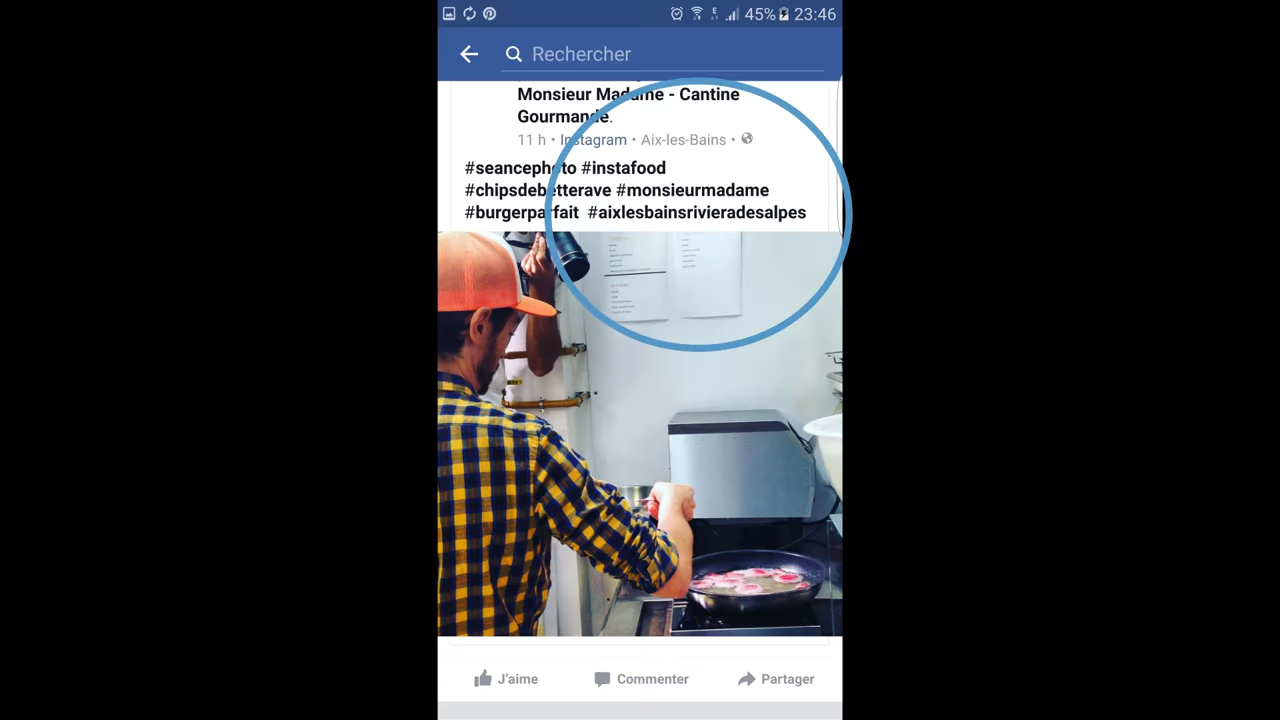 45% 23:46
Rechercher
Monsieur Madame - Cantine
Gourmande.
11 h • Instagram • Aix-les-Bains •
#seancephoto #instafood
#chipsdebetterave #monsieurmadame
#burgerparfait #aixlesbainsrivieradesalpes
J'aime
Commenter
Partager